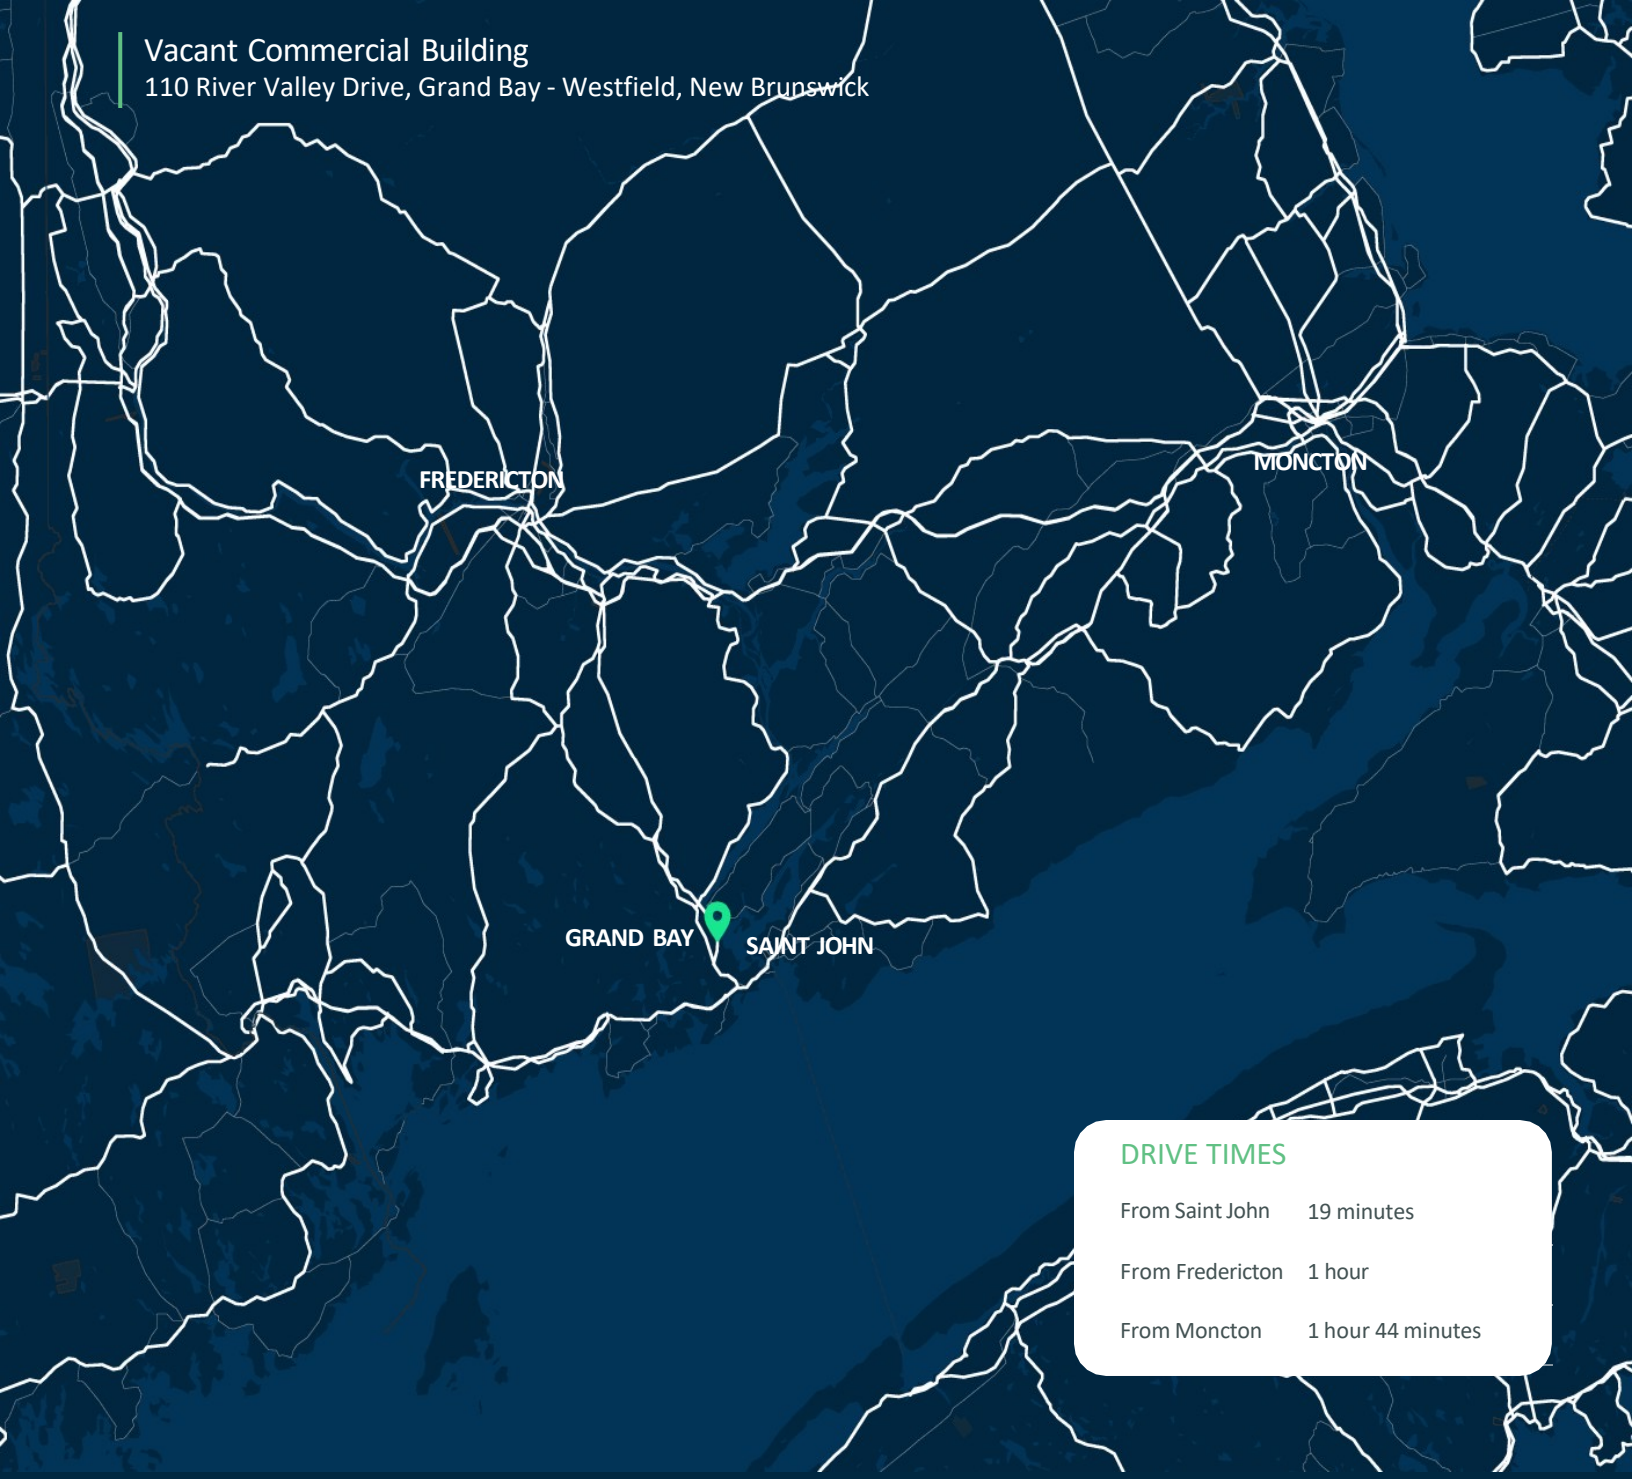 Vacant Commercial Building
110 River Valley Drive, Grand Bay - Westfield, New Brunswick
FREDERICTON
MONCTON
GRAND BAY
SAINT JOHN
DRIVE TIMES
From Saint John 19 minutes
From Fredericton 1 hour
From Moncton 1 hour 44 minutes